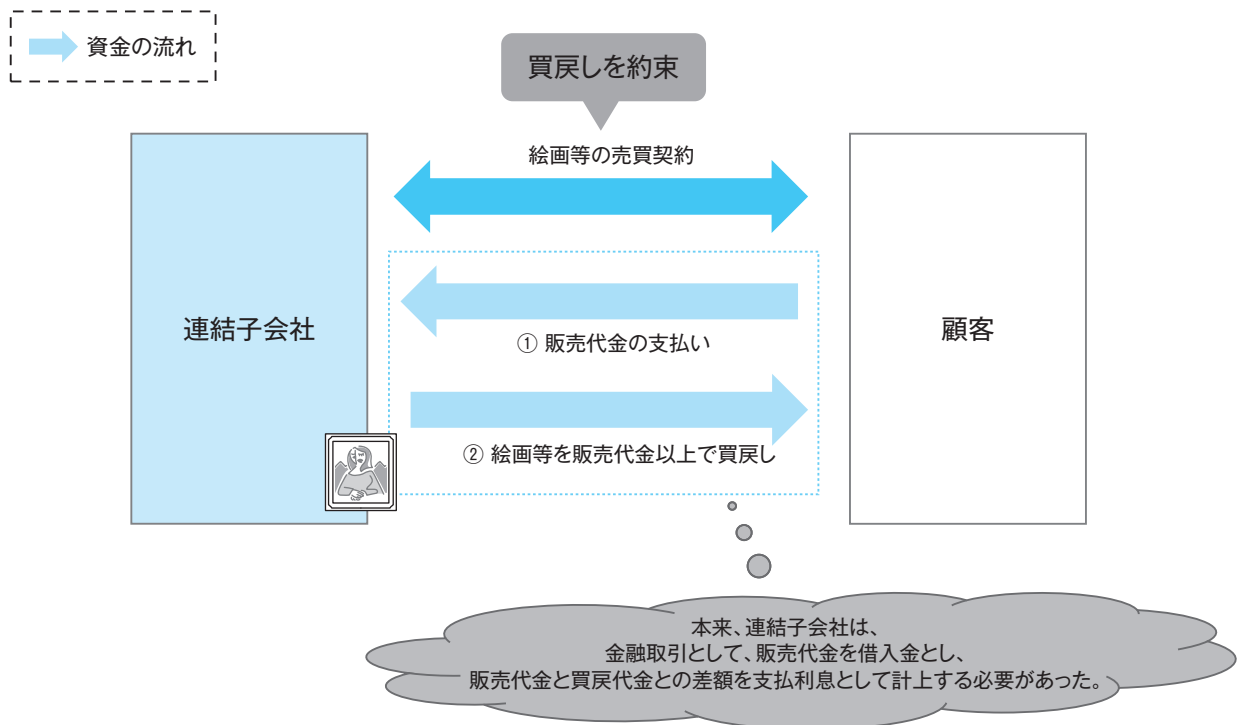 資金の流れ
買戻しを約束
絵画等の売買契約
連結子会社
① 販売代金の支払い
顧客
② 絵画等を販売代金以上で買戻し
本来、連結子会社は、
金融取引として、販売代金を借入金とし、
販売代金と買戻代金との差額を支払利息として計上する必要があった。